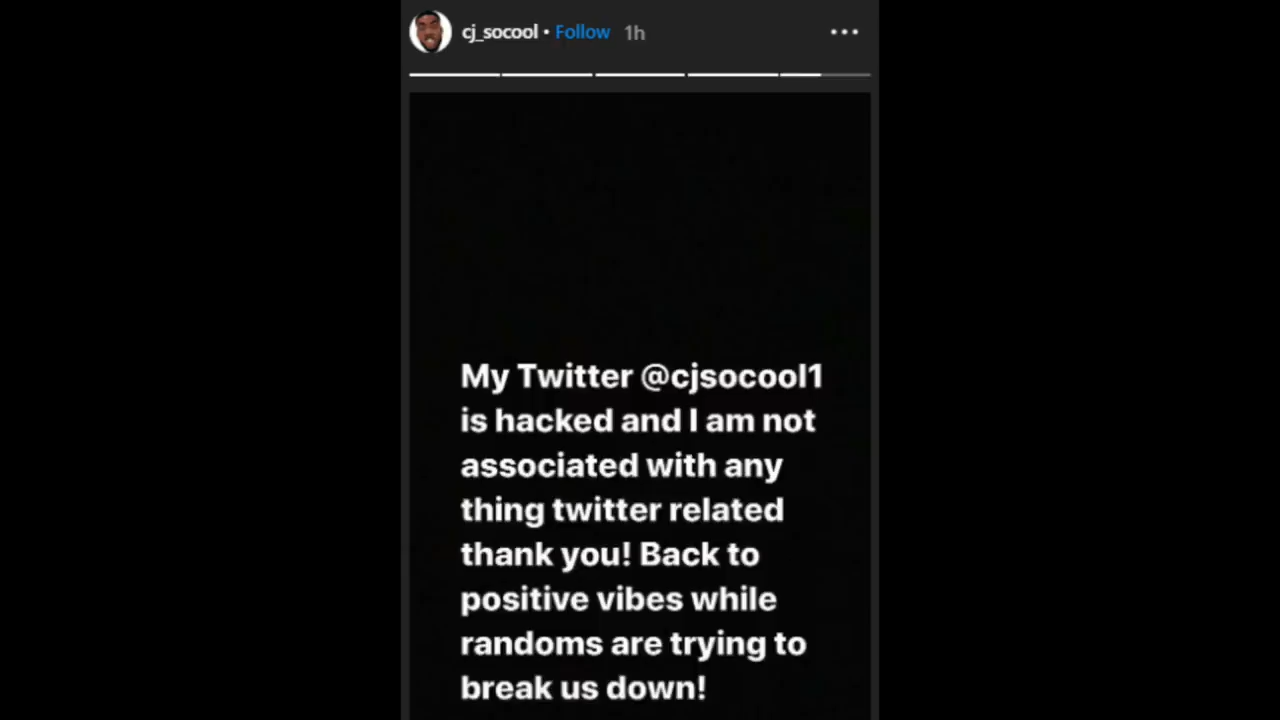 cj_socool • Follow 1h
My Twitter @cjsocool1
is hacked and I am not
associated with any
thing twitter related
thank you! Back to
positive vibes while
randoms are trying to
break us down!